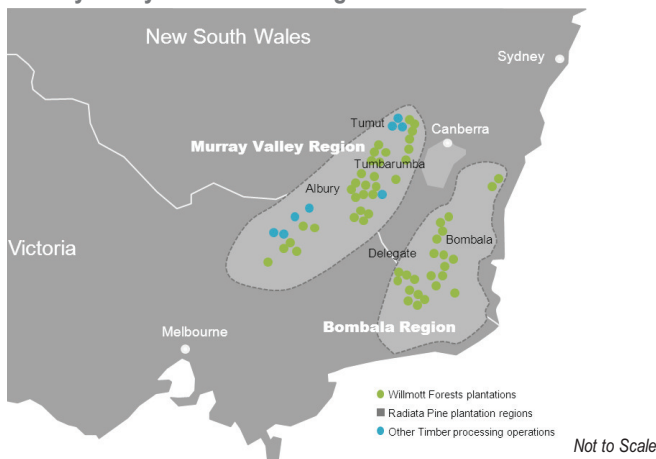 New South Wales
Sydney
Tumut
Canberra
Murray Valley Region
Tumbarumba
Albury
Victoria
Delegate
Bombala
Melbourne
Bombala Region
Willmott Forests plantations
Radiata Pine plantation regions
Other Timber processing operations
Not to Scale